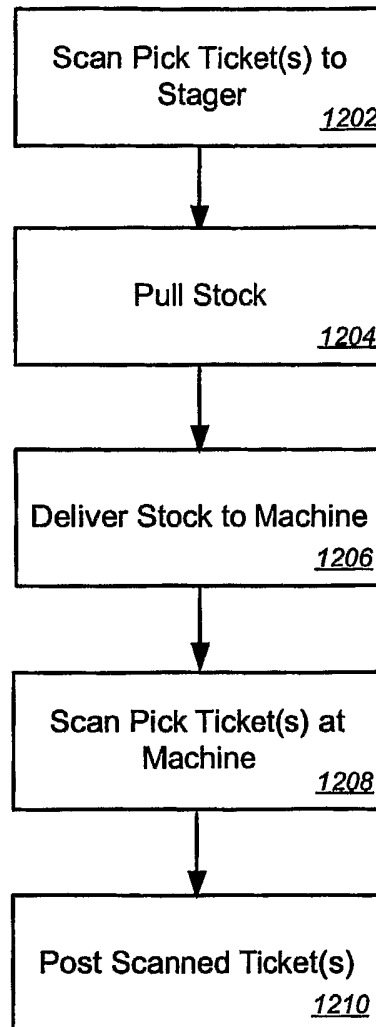 Scan Pick Ticket(s) to
Stager
1202
Pull Stock
1204
Deliver Stock to Machine
1206
Scan Pick Ticket(s) at
Machine
1208
Post Scanned Ticket(s)
1210